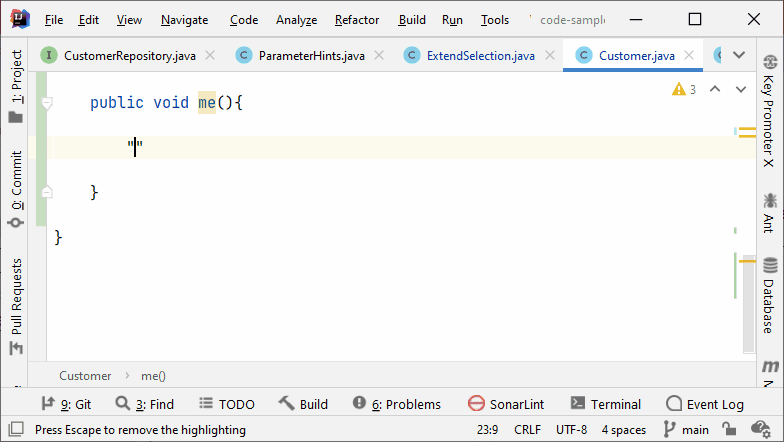 File Edit View Navigate Code Analyze Refactor Build Run Tools code-sample
CustomerRepository.java ParameterHints.java ExtendSelection.java Customer.java
1: Project
0: Commit
Pull Requests
public void me(){
""
}
}
3
Key Promoter X
Ant
Database
Customer > me()
9: Git 3: Find TODO Build 6: Problems SonarLint Terminal Event Log
Press Escape to remove the highlighting 23:9 CRLF UTF-8 4 spaces main